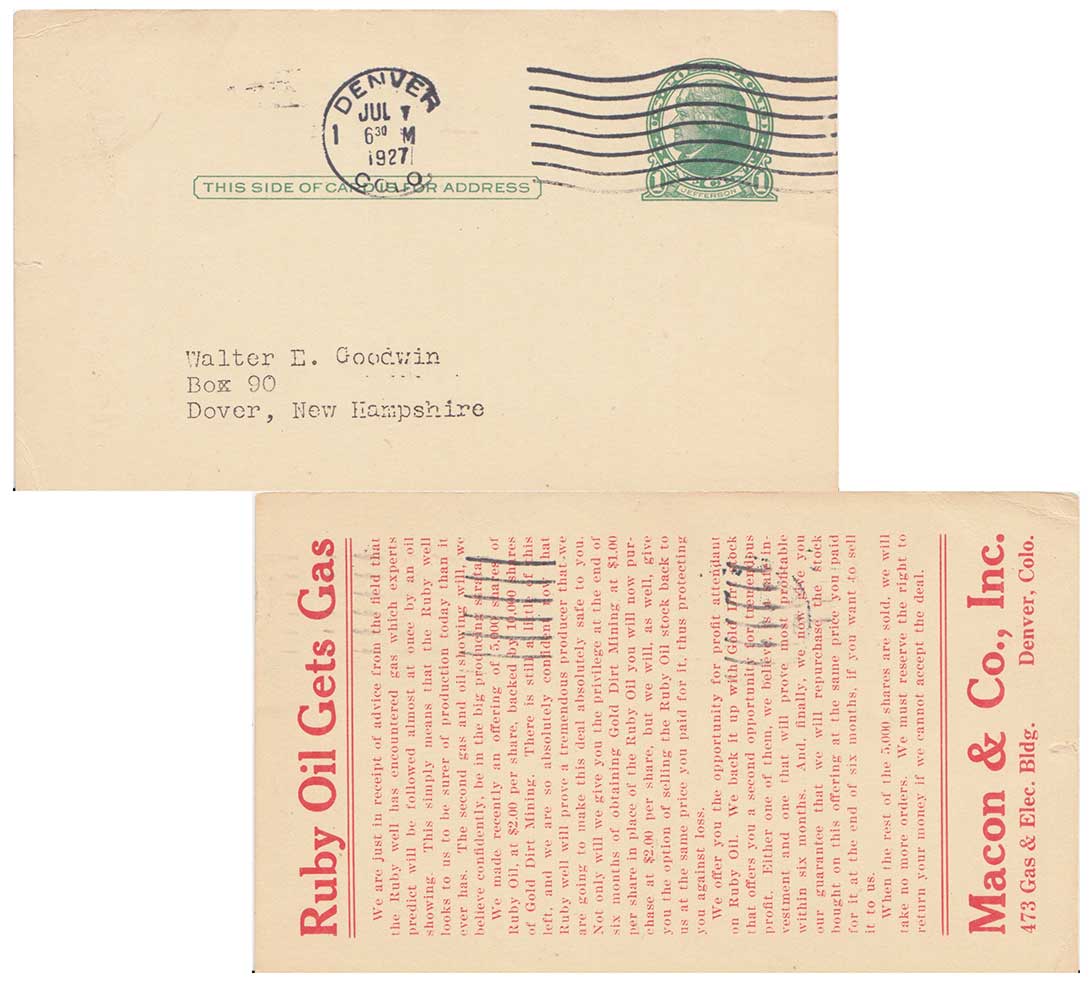 DENVER
JUL 7
6 30 M
1
1927
COLO.
U.S. POSTAL CARD
THIS SIDE OF CARD IS FOR ADDRESS
1 JEFFERSON 1
Walter E. Goodwin
Box 90
Dover, New Hampshire
Ruby Oil Gets Gas
We are just in receipt of advice from the field that
the Ruby well has encountered gas which experts
predict will be followed almost at once by an oil
showing. This simply means that the Ruby well
looks to us to be surer of production today than it
ever has. The second gas and oil showing will, we
believe confidently, be in the big producing sands.
We made recently an offering of 5,000 shares of
Ruby Oil, at $2.00 per share, backed by 10,000 shares
of Gold Dirt Mining. There is still a little of this
left, and we are so absolutely confident now that
Ruby well will prove a tremendous producer that we
are going to make this deal absolutely safe to you.
Not only will we give you the privilege at the end of
six months of obtaining Gold Dirt Mining at $1.00
per share in place of the Ruby Oil you will now pur-
chase at $2.00 per share, but we will, as well, give
you the option of selling the Ruby Oil stock back to
us at the same price you paid for it, thus protecting
you against loss.
We offer you the opportunity for profit attendant
on Ruby Oil. We back it up with Gold Dirt stock
that offers you a second opportunity for tremendous
profit. Either one of them, we believe, is a safe in-
vestment and one that will prove most profitable
within six months. And, finally, we now give you
our guarantee that we will repurchase the stock
bought on this offering at the same price you paid
for it at the end of six months, if you want to sell
it to us.
When the rest of the 5,000 shares are sold, we will
take no more orders. We must reserve the right to
return your money if we cannot accept the deal.
Macon & Co., Inc.
473 Gas & Elec. Bldg. Denver, Colo.